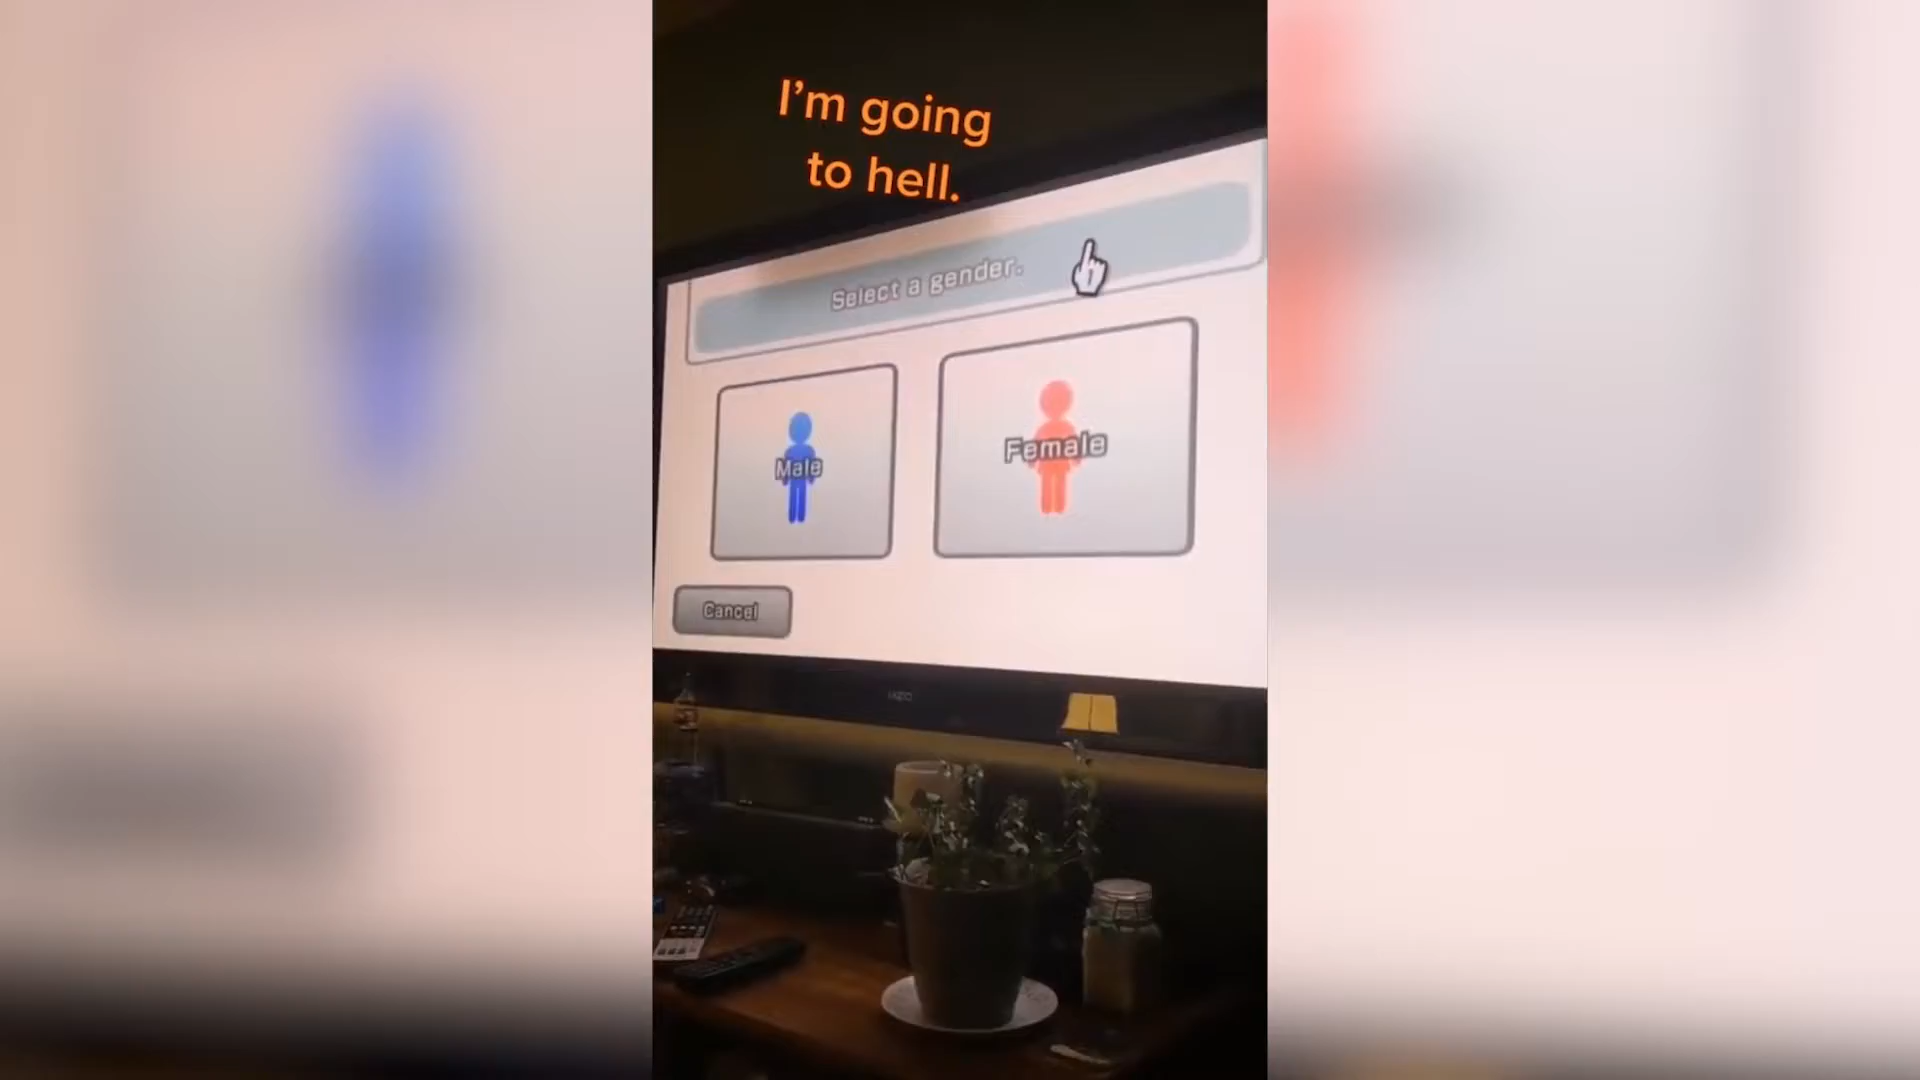 I'm going
to hell.
Select a gender.
Male
Female
Cancel